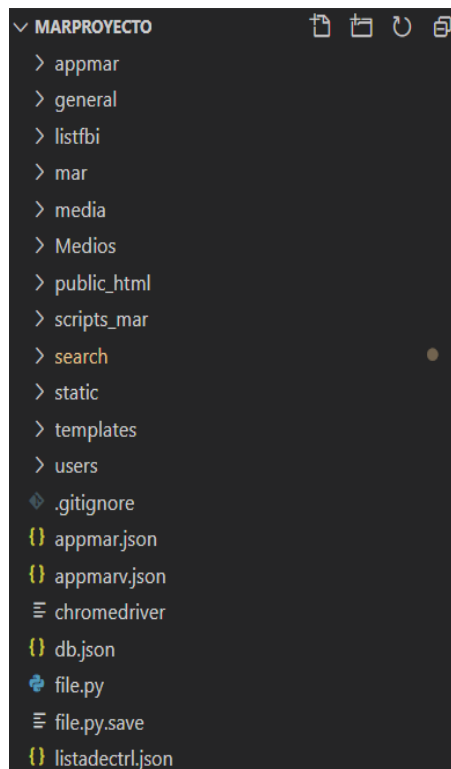 MARPROYECTO
appmar
general
listfbi
mar
media
Medios
public_html
scripts_mar
search
static
templates
users
.gitignore
appmar.json
appmarv.json
chromedriver
db.json
file.py
file.py.save
listadectrl.json